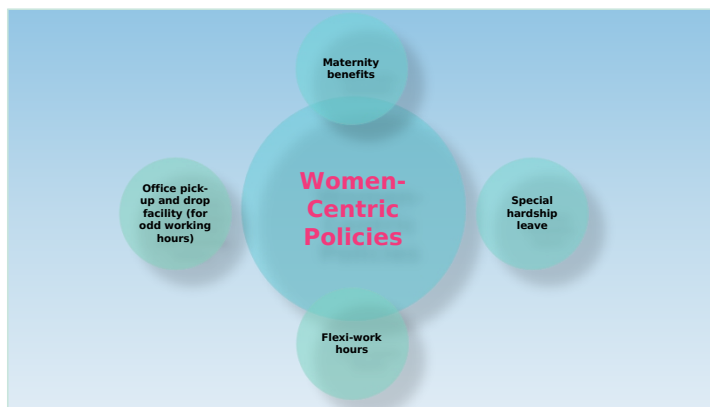 Maternity
benefits
Office pick-
up and drop
facility (for
odd working
hours)
Women-
Centric
Policies
Special
hardship
leave
Flexi-work
hours